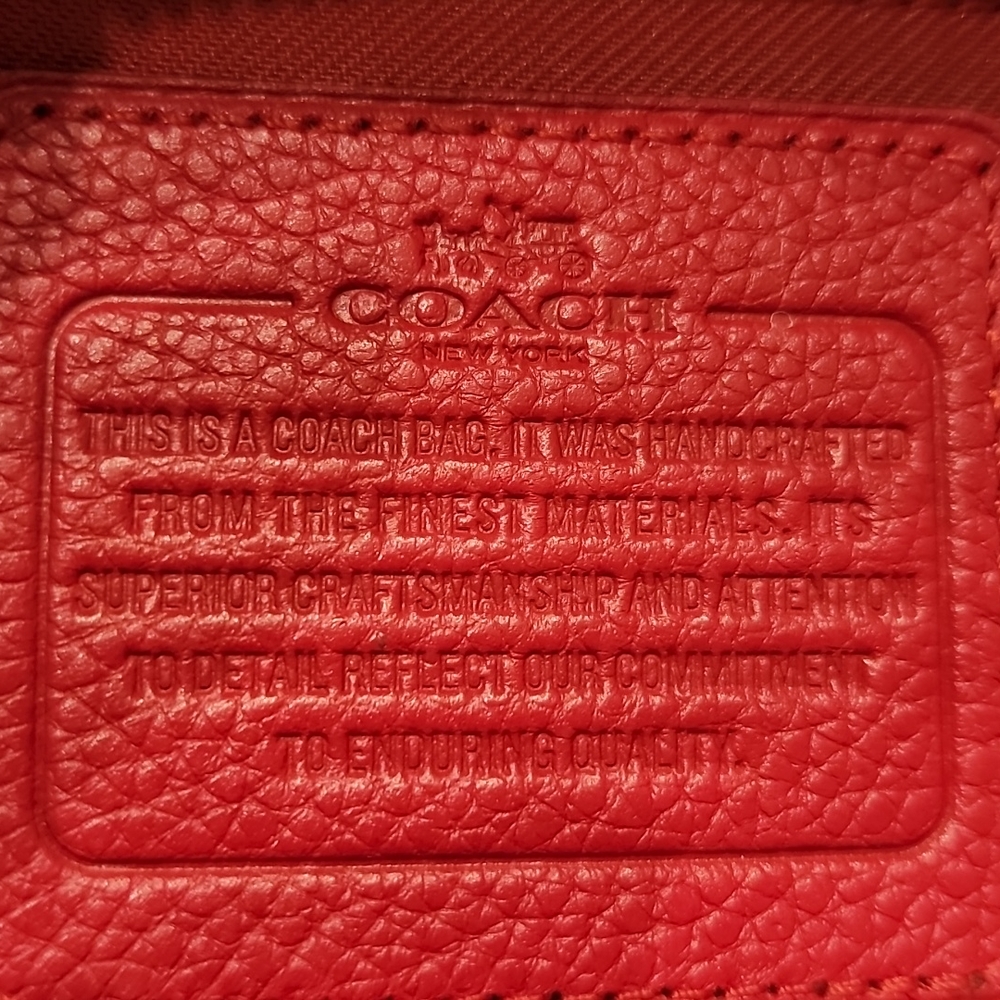 COACH
NEW YORK
THIS IS A COACH BAG. IT WAS HANDCRAFTED
FROM THE FINEST MATERIALS. ITS
SUPERIOR CRAFTSMANSHIP AND ATTENTION
TO DETAIL REFLECT OUR COMMITMENT
TO ENDURING QUALITY.